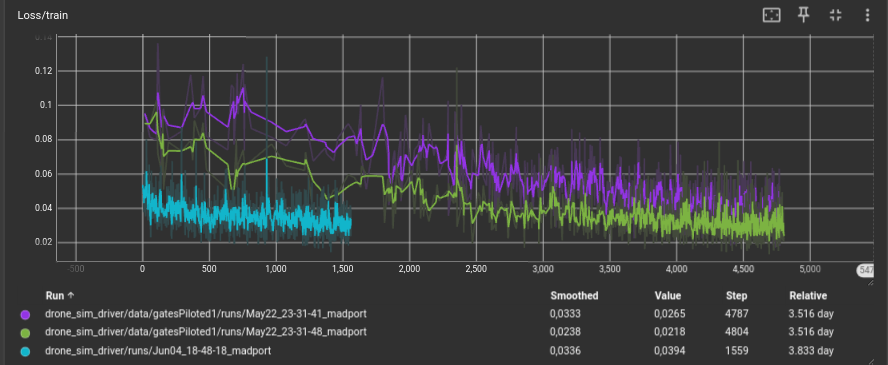 Loss/train
0.14
0.12
0.1
0.08
0.06
0.04
0.02
-500 0 500 1,000 1,500 2,000 2,500 3,000 3,500 4,000 4,500 5,000 547
Run ↑ Smoothed Value Step Relative
drone_sim_driver/data/gatesPiloted1/runs/May22_23-31-41_madport 0,0333 0,0265 4787 3.516 day
drone_sim_driver/data/gatesPiloted1/runs/May22_23-31-48_madport 0,0238 0,0218 4804 3.516 day
drone_sim_driver/runs/Jun04_18-48-18_madport 0,0336 0,0394 1559 3.833 day